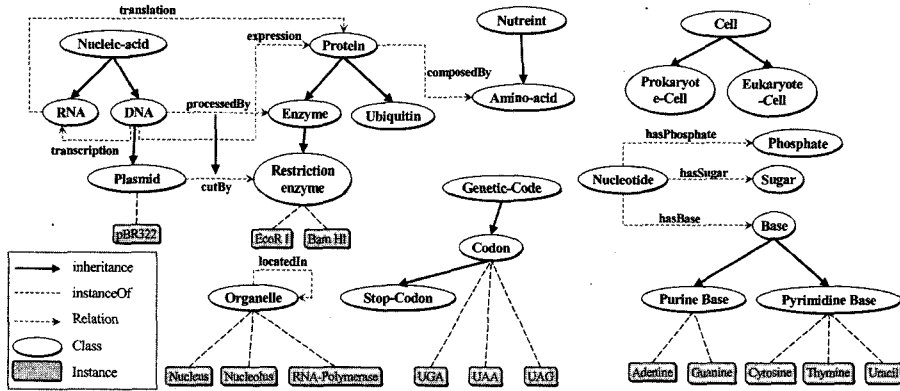 translation
Nucleic-acid
expression
Protein
Nutreint
Cell
composedBy
RNA
DNA
processedBy
Enzyme
Ubiquitin
Amino-acid
Prokaryot
e-Cell
Eukaryote
-Cell
transcription
Plasmid
cutBy
Restriction
enzyme
Genetic-Code
hasPhosphate
Phosphate
Nucleotide
hasSugar
Sugar
hasBase
Base
pBR322
EcoR I
Bam HI
Codon
inheritance
instanceOf
Relation
Class
Instance
locatedIn
Organelle
Stop-Codon
Purine Base
Pyrimidine Base
Nucleus
Nucleolus
RNA-Polymerase
UGA
UAA
UAG
Adenine
Guanine
Cytosine
Thymine
Uracil